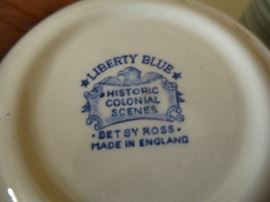 ★ LIBERTY BLUE ★
HISTORIC
COLONIAL
SCENES
• BETSY ROSS •
MADE IN ENGLAND